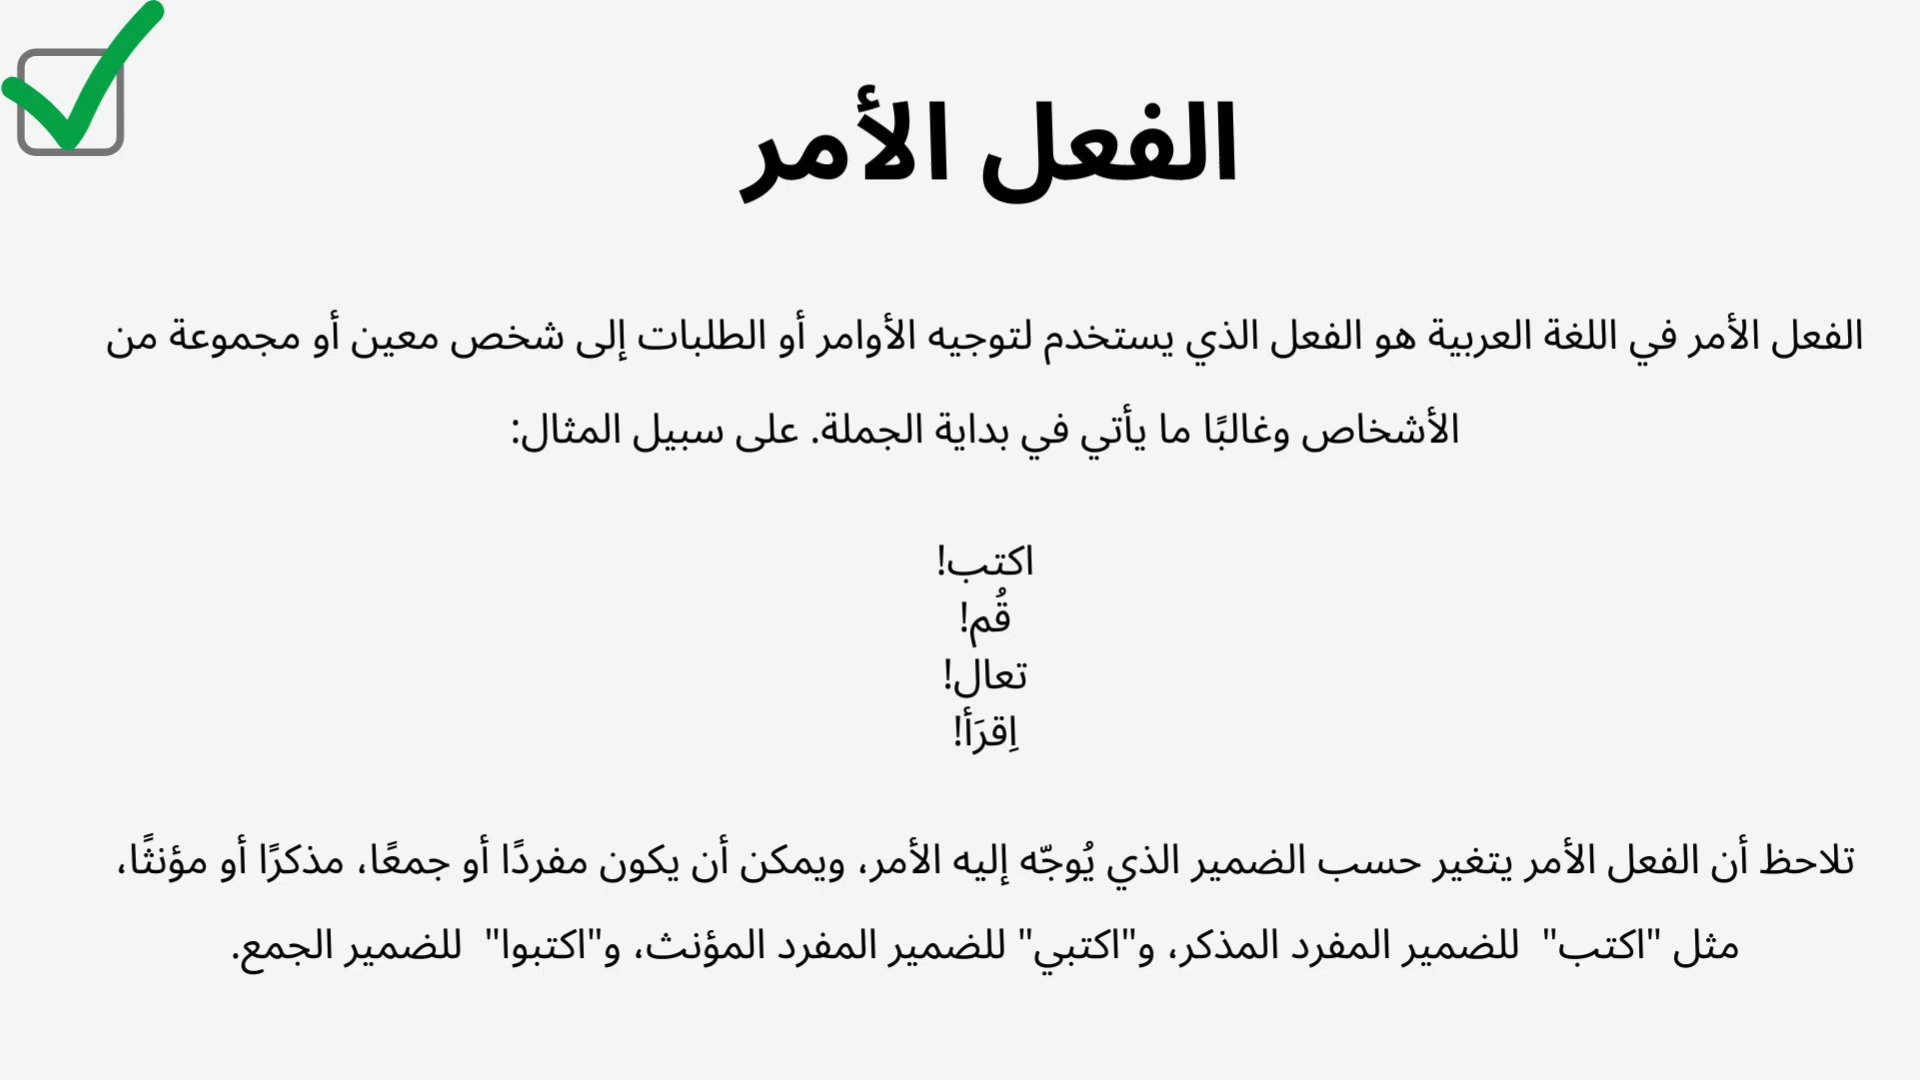 الفعل الأمر
الفعل الأمر في اللغة العربية هو الفعل الذي يستخدم لتوجيه الأوامر أو الطلبات إلى شخص معين أو مجموعة من
الأشخاص وغالبًا ما يأتي في بداية الجملة. على سبيل المثال:
اكتب!
قُم!
تعال!
اِقرَأ!
تلاحظ أن الفعل الأمر يتغير حسب الضمير الذي يُوجّه إليه الأمر، ويمكن أن يكون مفردًا أو جمعًا، مذكرًا أو مؤنثًا،
مثل "اكتب"  للضمير المفرد المذكر، و"اكتبي" للضمير المفرد المؤنث، و"اكتبوا"  للضمير الجمع.